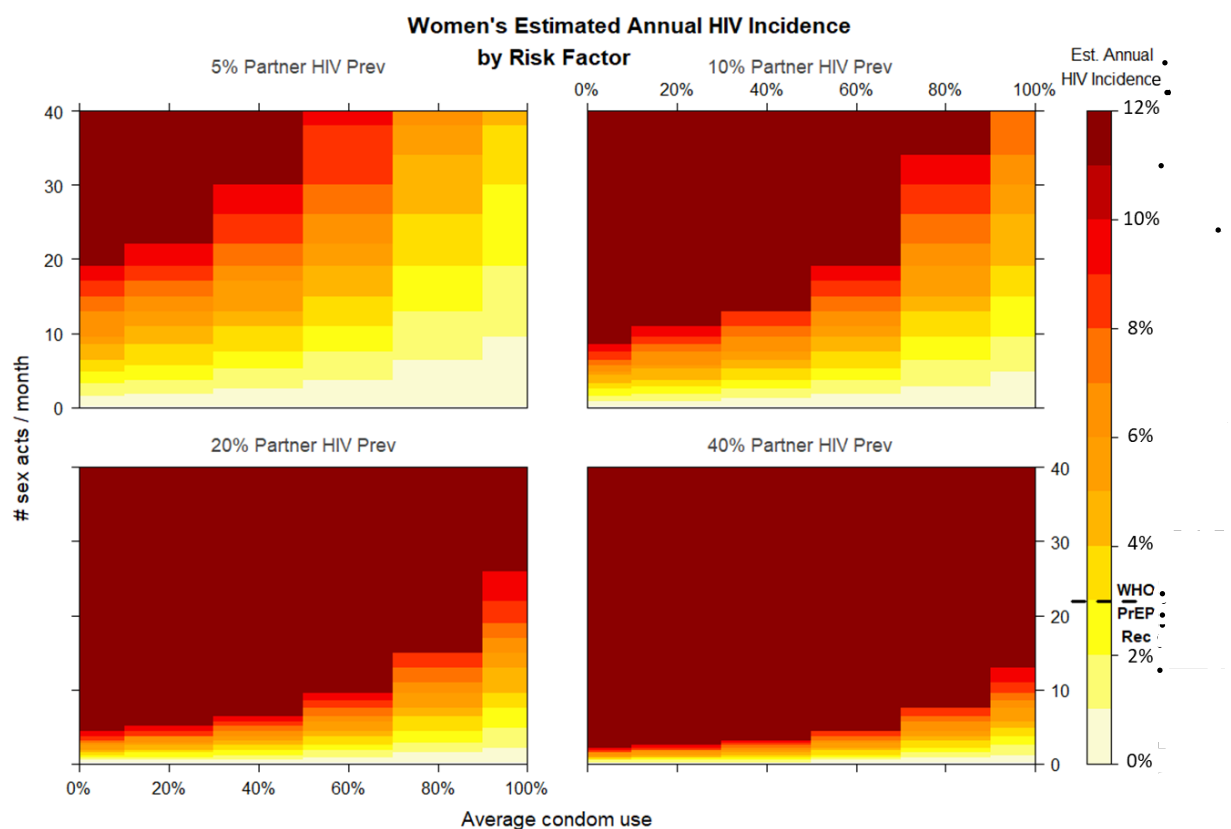 Women's Estimated Annual HIV Incidence
by Risk Factor
5% Partner HIV Prev
10% Partner HIV Prev
Est. Annual
HIV Incidence
0% 20% 40% 60% 80% 100%
40
30
20
10
0
12%
10%
8%
6%
4%
WHO
PrEP
Rec
2%
0%
20% Partner HIV Prev
40% Partner HIV Prev
# sex acts / month
40
30
20
10
0
0% 20% 40% 60% 80% 100%
Average condom use